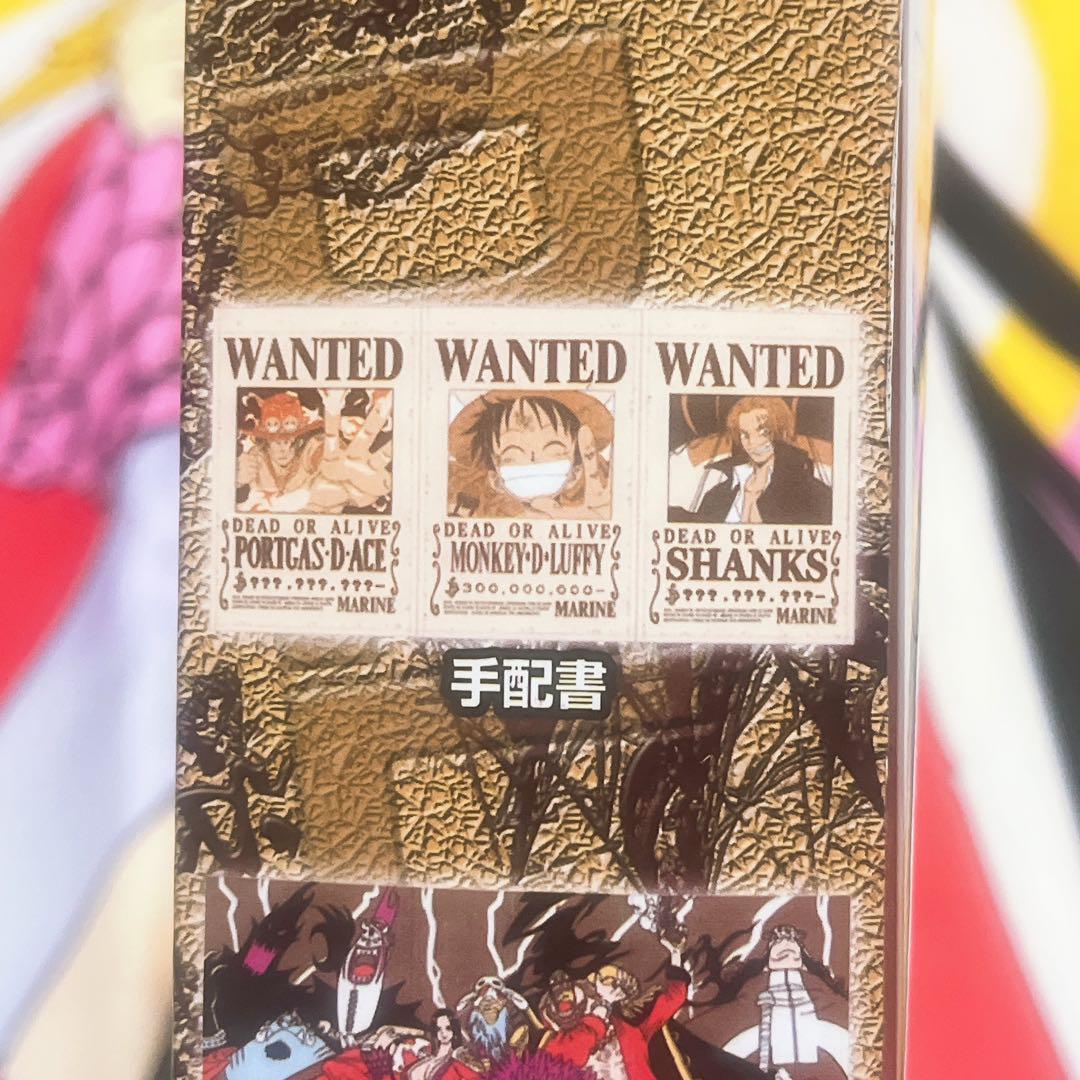 WANTED
DEAD OR ALIVE
PORTGAS・D・ACE
฿???.???.???-
MARINE
WANTED
DEAD OR ALIVE
MONKEY・D・LUFFY
฿300,000,000-
MARINE
WANTED
DEAD OR ALIVE
SHANKS
฿???.???.???-
MARINE
手配書